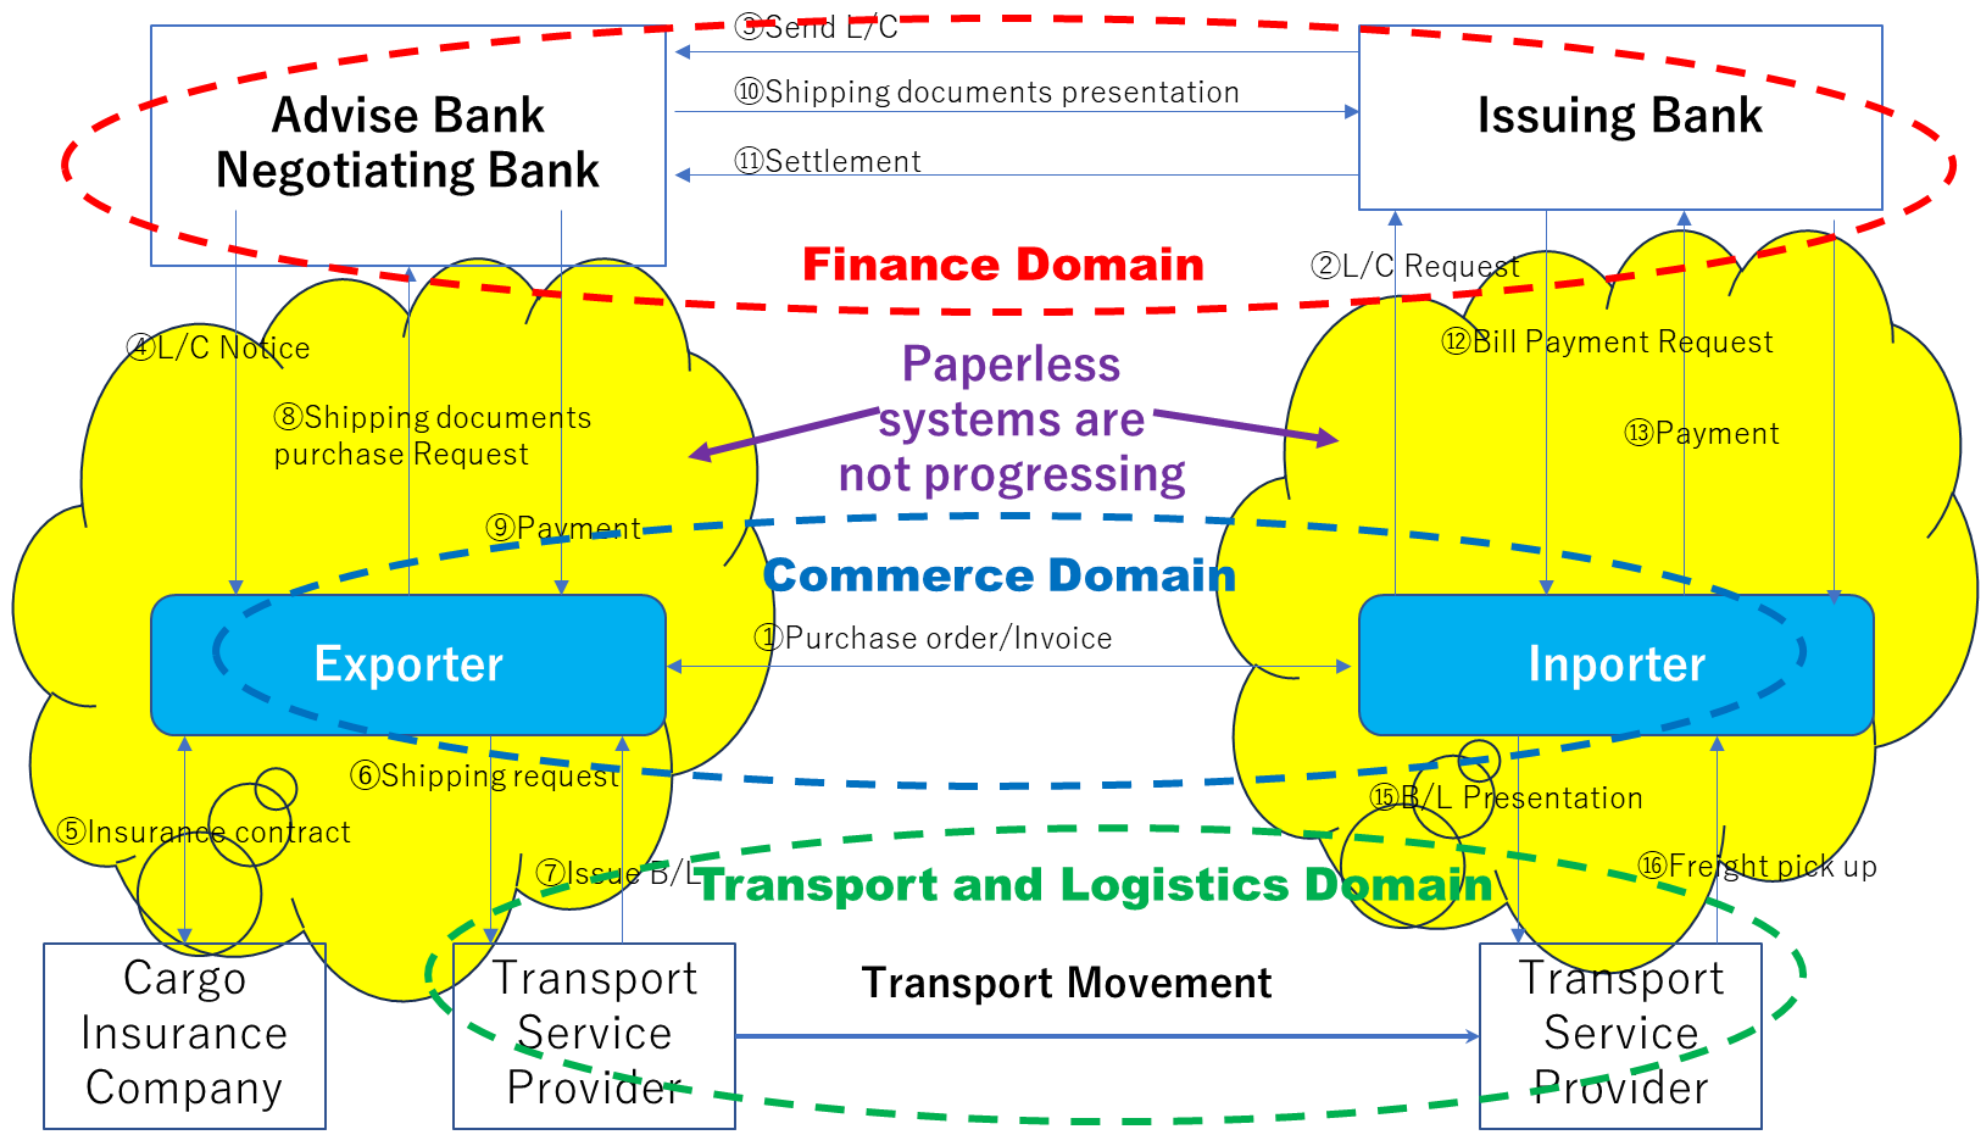 ③Send L/C
Advise Bank
Negotiating Bank
⑩Shipping documents presentation
Issuing Bank
⑪Settlement
Finance Domain
②L/C Request
④L/C Notice
⑫Bill Payment Request
Paperless
systems are
not progressing
⑧Shipping documents
purchase Request
⑬Payment
⑨Payment
Commerce Domain
①Purchase order/Invoice
Exporter
Inporter
⑥Shipping request
⑮B/L Presentation
⑤Insurance contract
⑦Issue B/L
Transport and Logistics Domain
⑯Freight pick up
Cargo
Insurance
Company
Transport
Service
Provider
Transport Movement
Transport
Service
Provider